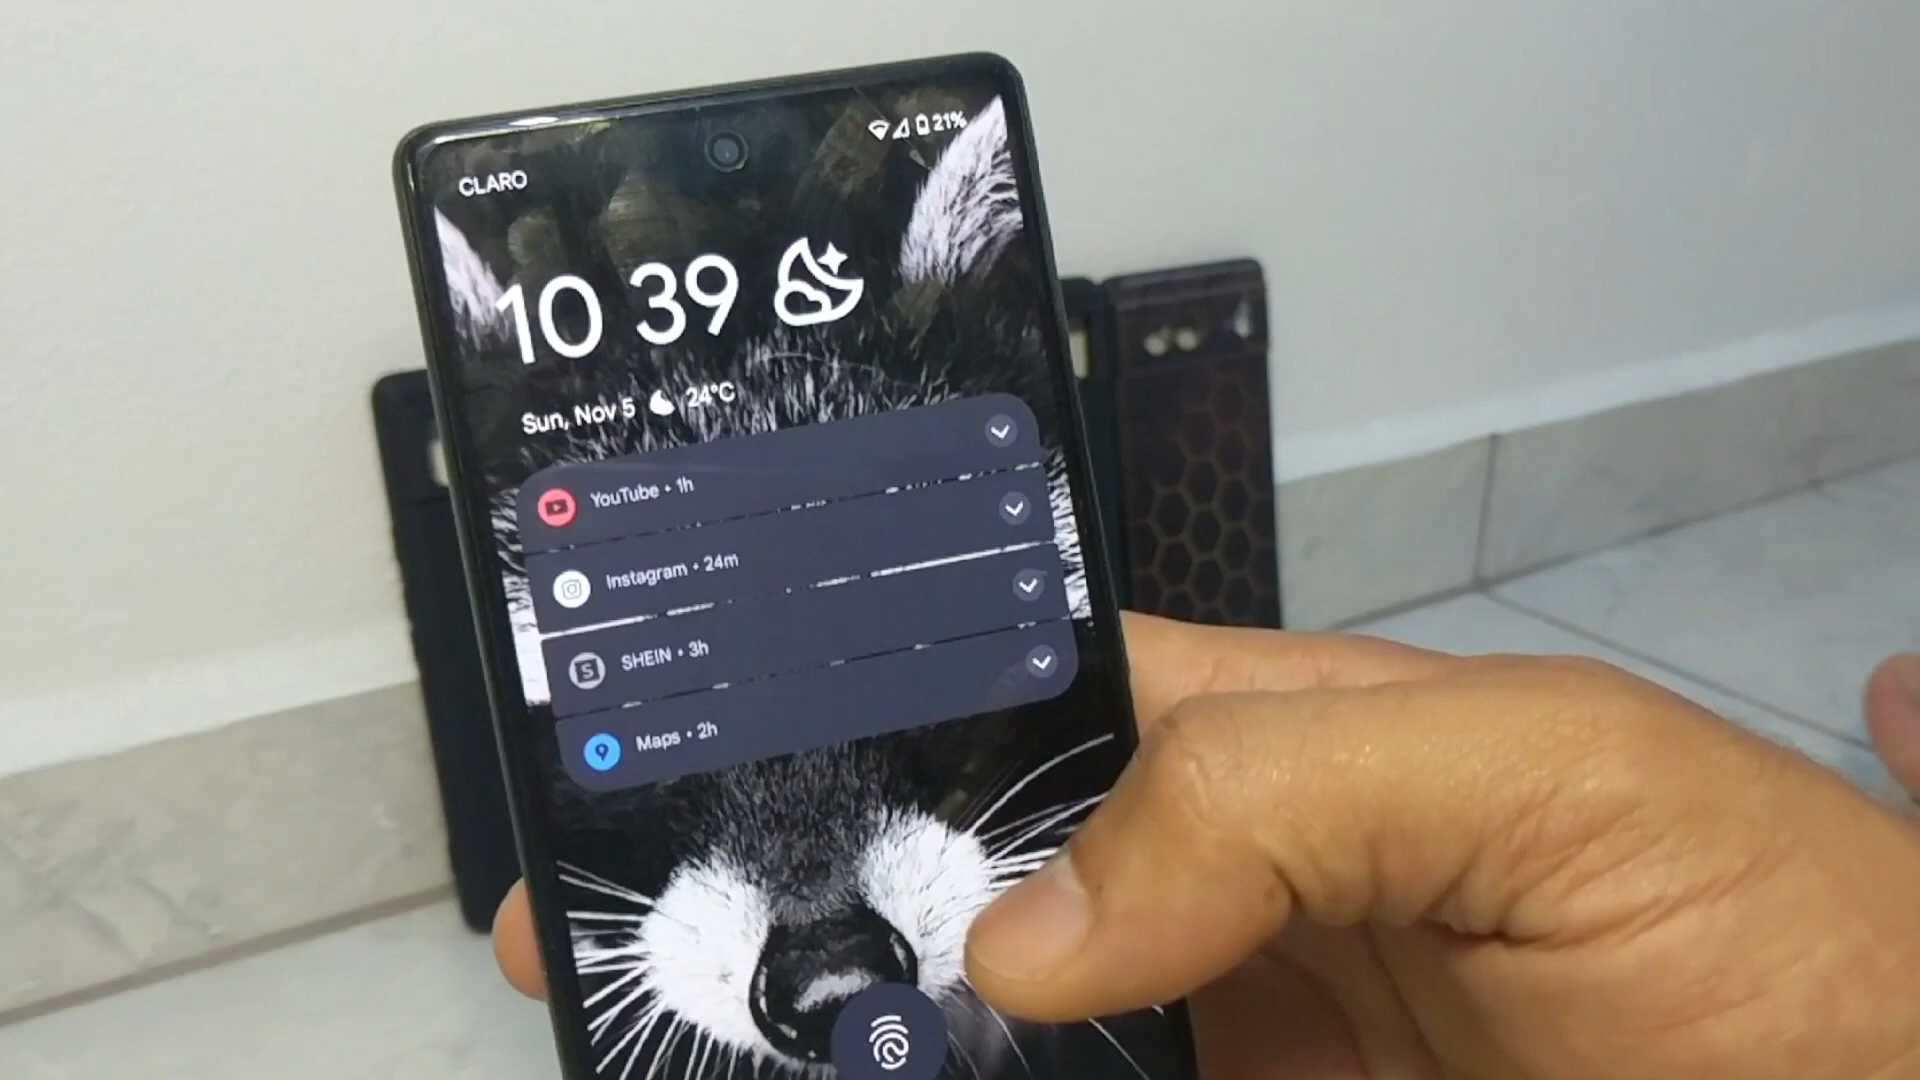 21%
CLARO
10 39
Sun, Nov 5 24°C
YouTube • 1h
Instagram • 24m
S SHEIN • 3h
Maps • 2h